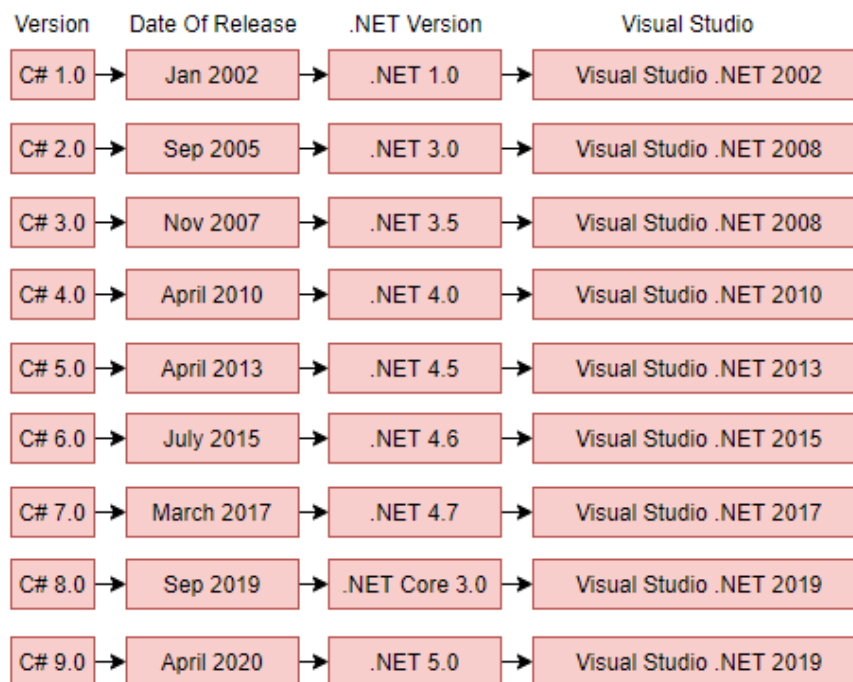 Version Date Of Release .NET Version Visual Studio
C# 1.0 Jan 2002 .NET 1.0 Visual Studio .NET 2002
C# 2.0 Sep 2005 .NET 3.0 Visual Studio .NET 2008
C# 3.0 Nov 2007 .NET 3.5 Visual Studio .NET 2008
C# 4.0 April 2010 .NET 4.0 Visual Studio .NET 2010
C# 5.0 April 2013 .NET 4.5 Visual Studio .NET 2013
C# 6.0 July 2015 .NET 4.6 Visual Studio .NET 2015
C# 7.0 March 2017 .NET 4.7 Visual Studio .NET 2017
C# 8.0 Sep 2019 .NET Core 3.0 Visual Studio .NET 2019
C# 9.0 April 2020 .NET 5.0 Visual Studio .NET 2019